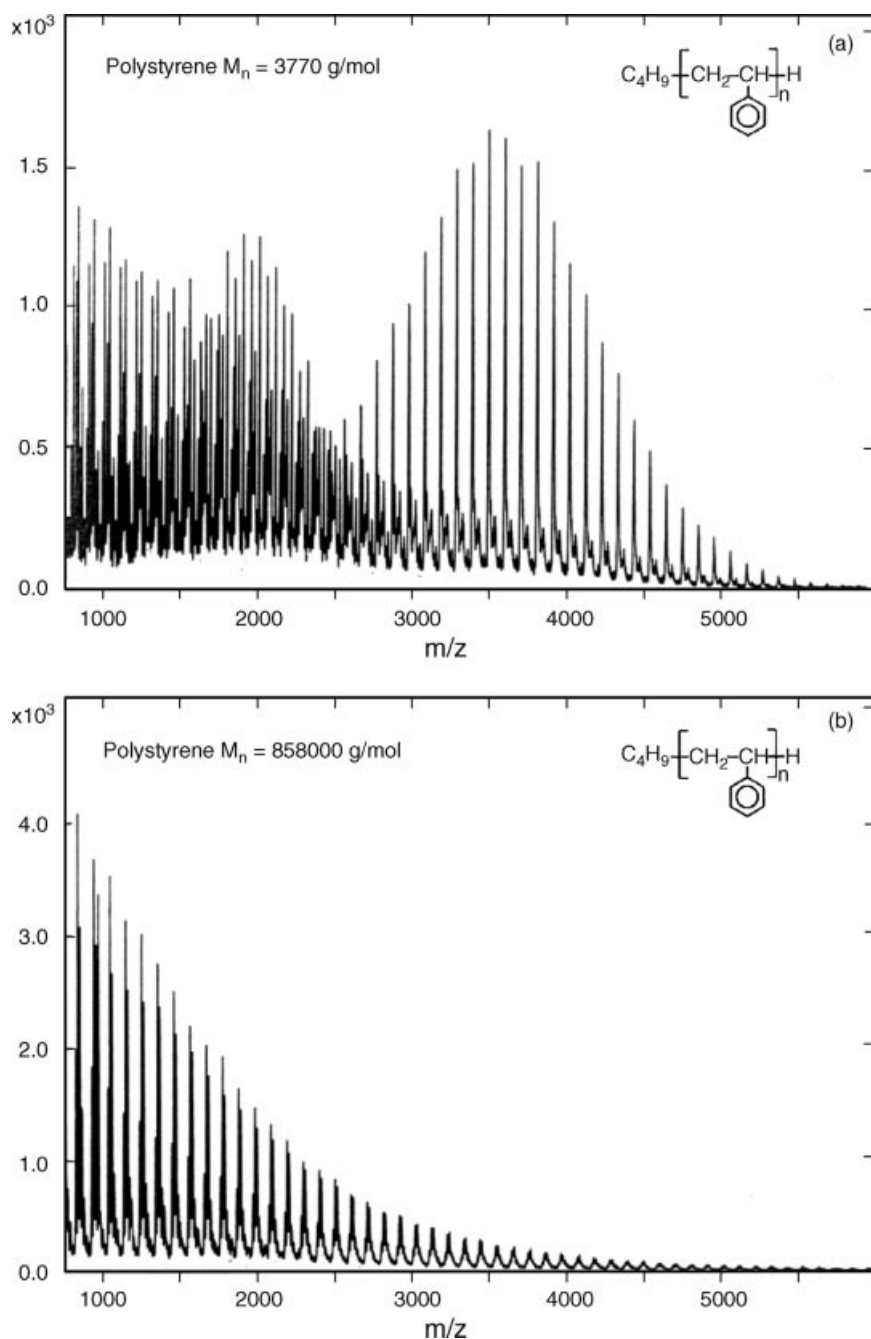 x10³
(a)
Polystyrene Mₙ = 3770 g/mol
C₄H₉
CH₂
CH
H
n
1.5
1.0
0.5
0.0
1000 2000 3000 4000 5000
m/z
x10³
(b)
Polystyrene Mₙ = 858000 g/mol
C₄H₉
CH₂
CH
H
n
4.0
3.0
2.0
1.0
0.0
1000 2000 3000 4000 5000
m/z